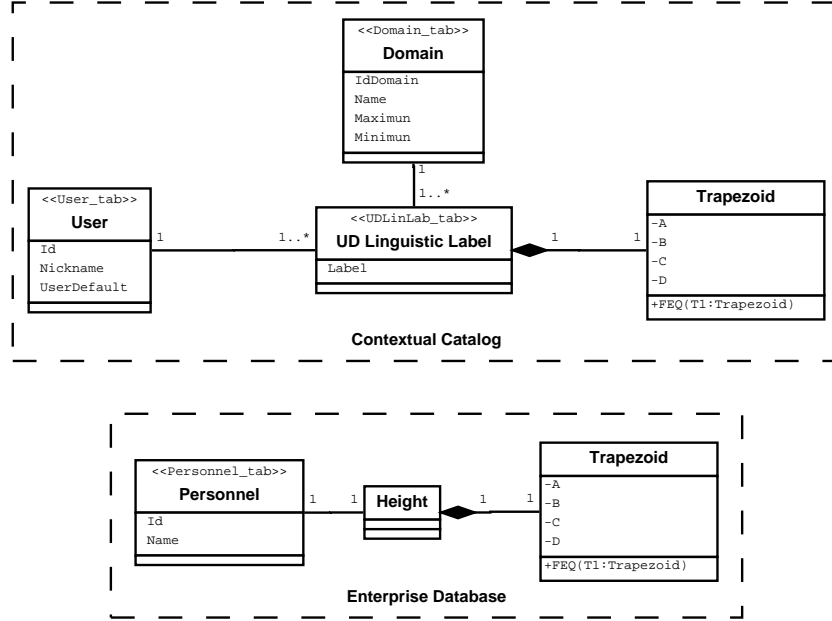 <<Domain_tab>>
Domain
IdDomain
Name
Maximun
Minimun
1
1..*
<<User_tab>>
User
Id
Nickname
UserDefault
1
1..*
<<UDLinLab_tab>>
UD Linguistic Label
Label
1
1
Trapezoid
-A
-B
-C
-D
+FEQ(T1:Trapezoid)
Contextual Catalog
<<Personnel_tab>>
Personnel
Id
Name
1
1
Height
1
1
Trapezoid
-A
-B
-C
-D
+FEQ(T1:Trapezoid)
Enterprise Database